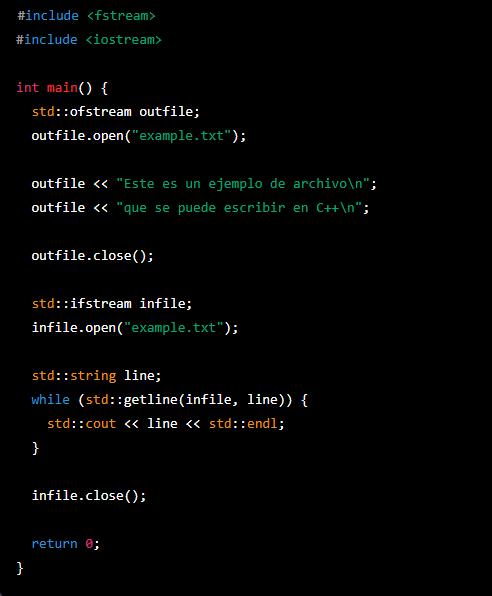 #include <fstream>
#include <iostream>
int main() {
std::ofstream outfile;
outfile.open("example.txt");
outfile << "Este es un ejemplo de archivo\n";
outfile << "que se puede escribir en C++\n";
outfile.close();
std::ifstream infile;
infile.open("example.txt");
std::string line;
while (std::getline(infile, line)) {
std::cout << line << std::endl;
}
infile.close();
return 0;
}